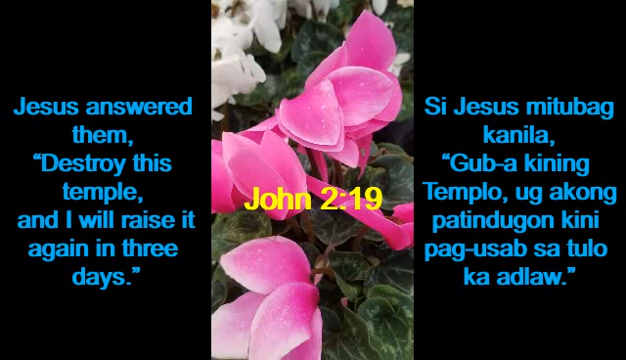 Jesus answered
them,
“Destroy this
temple,
and I will raise it
again in three
days.”
John 2:19
Si Jesus mitubag
kanila,
“Gub-a kining
Templo, ug akong
patindugon kini
pag-usab sa tulo
ka adlaw.”